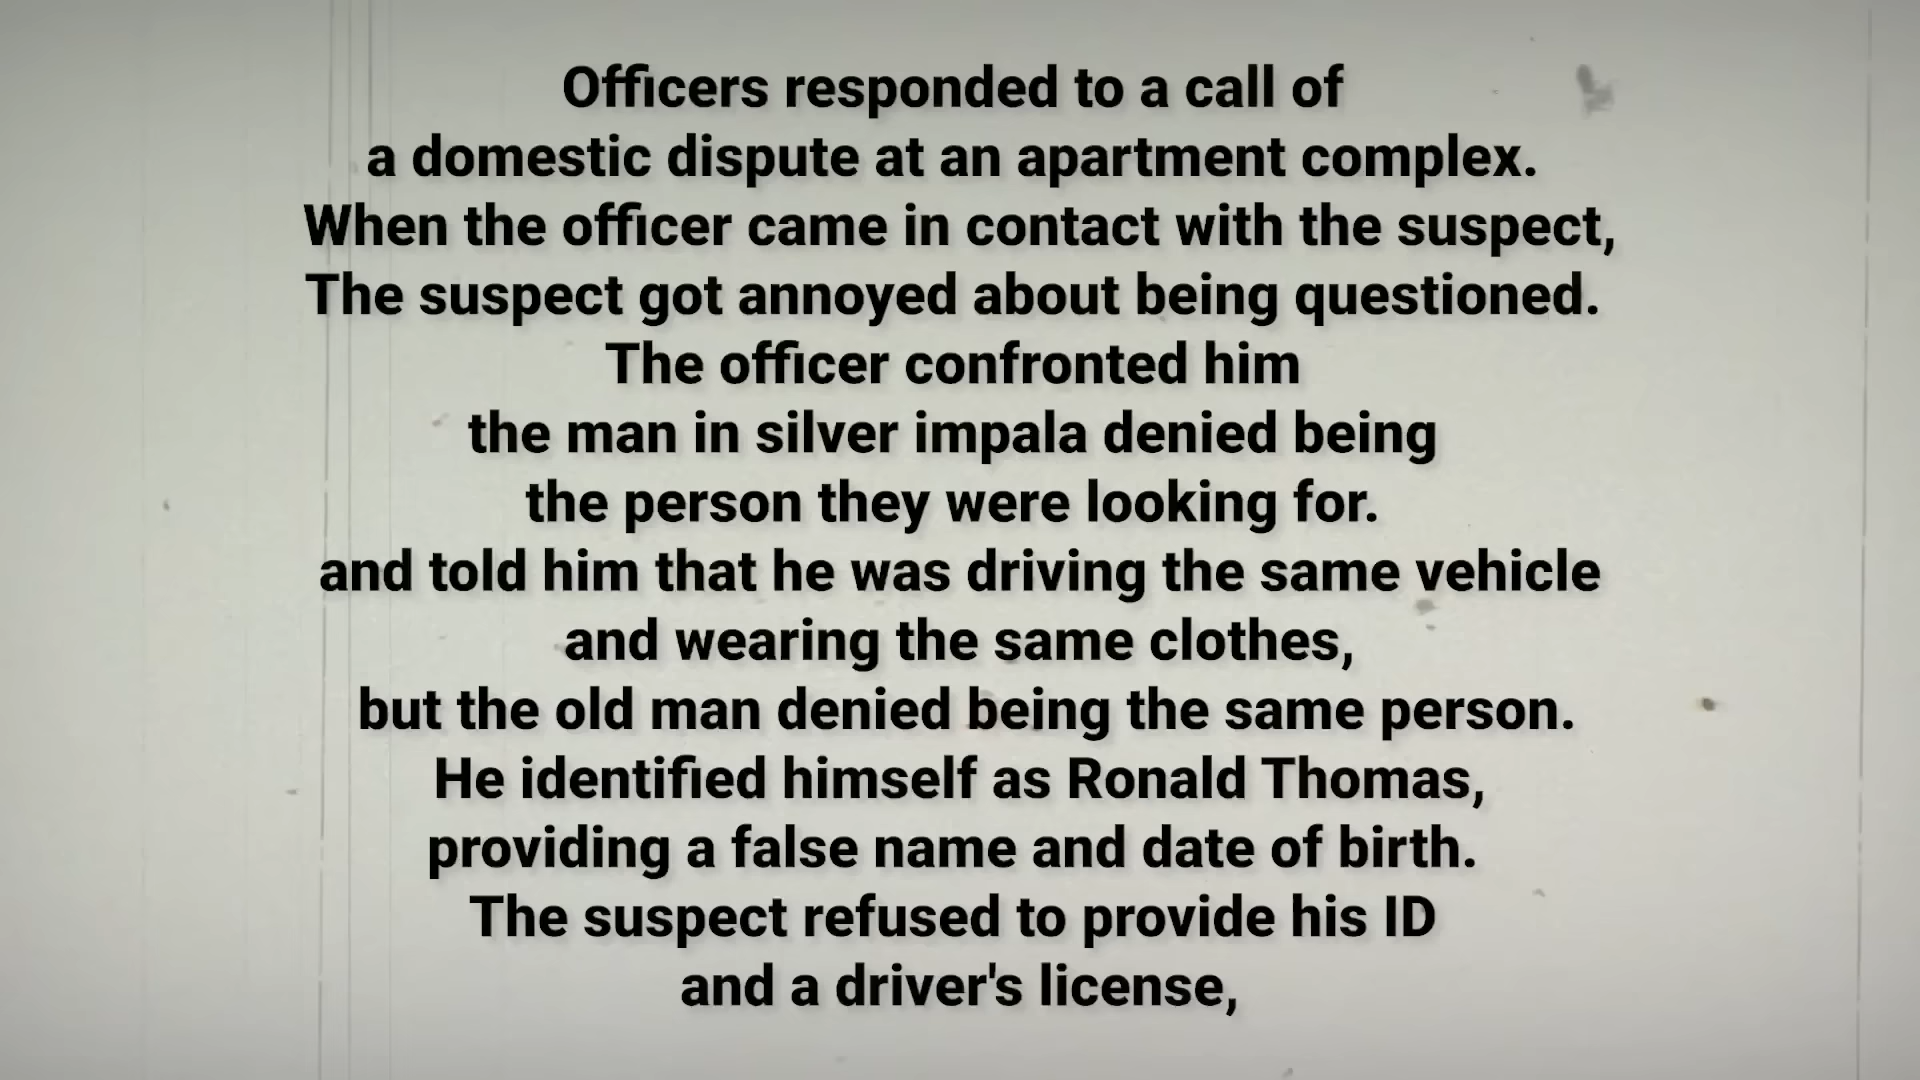 Officers responded to a call of
a domestic dispute at an apartment complex.
When the officer came in contact with the suspect,
The suspect got annoyed about being questioned.
The officer confronted him
the man in silver impala denied being
the person they were looking for.
and told him that he was driving the same vehicle
and wearing the same clothes,
but the old man denied being the same person.
He identified himself as Ronald Thomas,
providing a false name and date of birth.
The suspect refused to provide his ID
and a driver's license,